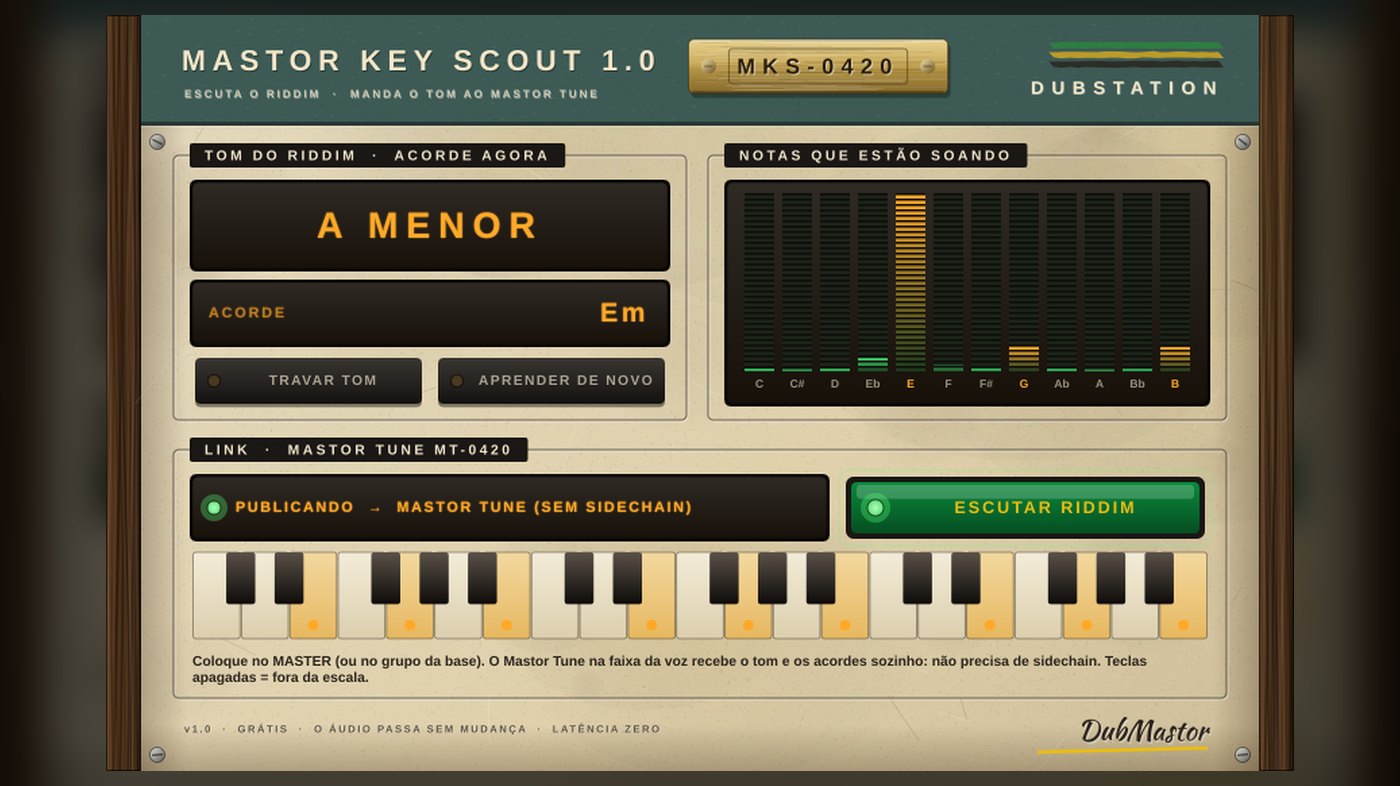 MASTOR KEY SCOUT 1.0
ESCUTA O RIDDIM · MANDA O TOM AO MASTOR TUNE
MKS-0420
DUBSTATION
TOM DO RIDDIM · ACORDE AGORA
A MENOR
ACORDE
Em
TRAVAR TOM
APRENDER DE NOVO
NOTAS QUE ESTÃO SOANDO
C C# D Eb E F F# G Ab A Bb B
LINK · MASTOR TUNE MT-0420
PUBLICANDO → MASTOR TUNE (SEM SIDECHAIN)
ESCUTAR RIDDIM
Coloque no MASTER (ou no grupo da base). O Mastor Tune na faixa da voz recebe o tom e os acordes sozinho: não precisa de sidechain. Teclas
apagadas = fora da escala.
v1.0 · GRÁTIS · O ÁUDIO PASSA SEM MUDANÇA · LATÊNCIA ZERO
DubMastor